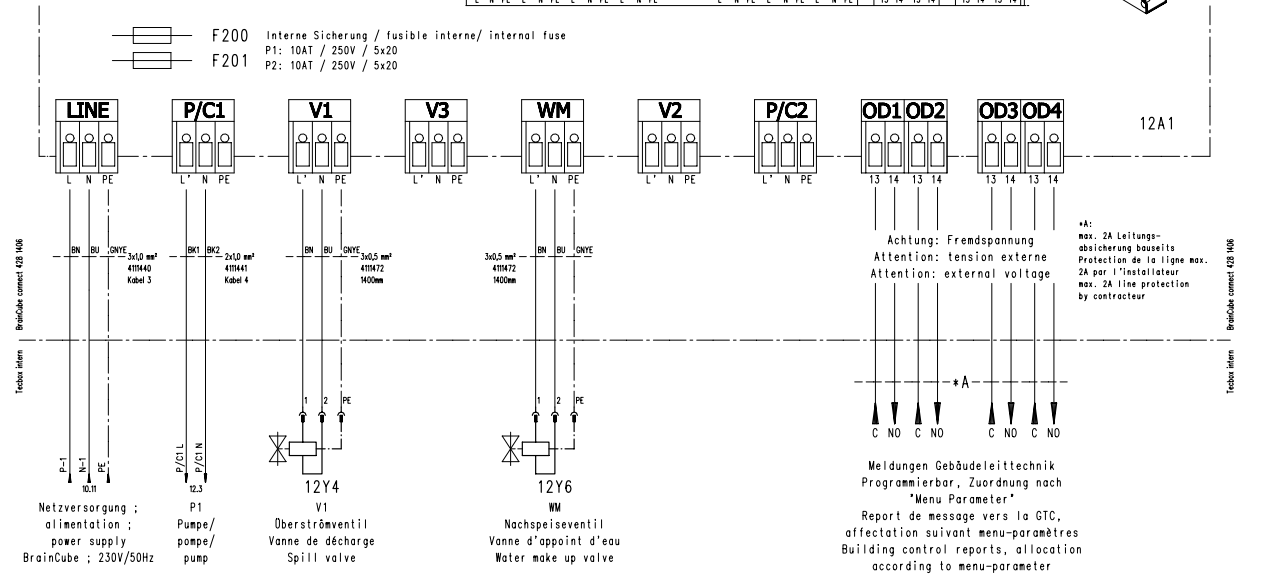 F200 Interne Sicherung / fusible interne/ internal fuse
P1: 10AT / 250V / 5x20
F201 P2: 10AT / 250V / 5x20
LINE P/C1 V1 V3 WM V2 P/C2 OD1 OD2 OD3 OD4
12A1
L N PE L' N PE L' N PE L' N PE L' N PE L' N PE L' N PE 13 14 13 14 13 14 13 14
BN BU GNYE
3x1,0 mm²
4111440
Kabel 3
BK1 BK2
2x1,0 mm²
4111441
Kabel 4
BN BU GNYE
3x0,5 mm²
4111472
1400mm
3x0,5 mm²
4111472
1400mm
BN BU GNYE
Achtung: Fremdspannung
Attention: tension externe
Attention: external voltage
*A:
max. 2A Leitungs-
absicherung bauseits
Protection de la ligne max.
2A par l'installateur
max. 2A line protection
by contracteur
BrainCube connect 428 1406
Tecbox intern
BrainCube connect 428 1406
Tecbox intern
1 2 PE
1 2 PE
*A
C NO C NO C NO C NO
P-1 N-1 PE
10.11
P/C1 L P/C1 N
12.3
Netzversorgung ;
alimentation ;
power supply
BrainCube ; 230V/50Hz
P1
Pumpe/
pompe/
pump
12Y4
V1
Überströmventil
Vanne de décharge
Spill valve
12Y6
WM
Nachspeiseventil
Vanne d'appoint d'eau
Water make up valve
Meldungen Gebäudeleittechnik
Programmierbar, Zuordnung nach
"Menu Parameter"
Report de message vers la GTC,
affectation suivant menu-paramètres
Building control reports, allocation
according to menu-parameter